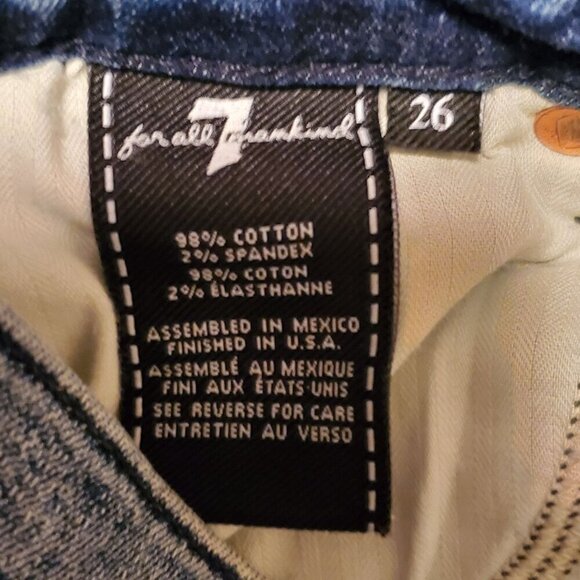 7
for all mankind
26
98% COTTON
2% SPANDEX
98% COTON
2% ÉLASTHANNE
ASSEMBLED IN MEXICO
FINISHED IN U.S.A.
ASSEMBLÉ AU MEXIQUE
FINI AUX ÉTATS-UNIS
SEE REVERSE FOR CARE
ENTRETIEN AU VERSO